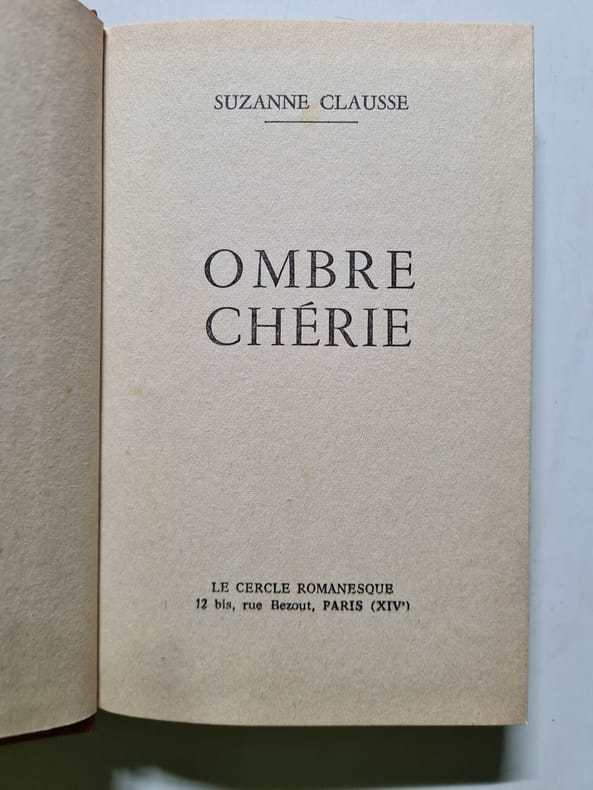 SUZANNE CLAUSSE
OMBRE
CHÉRIE
LE CERCLE ROMANESQUE
12 bis, rue Bezout, PARIS (XIVᵉ)